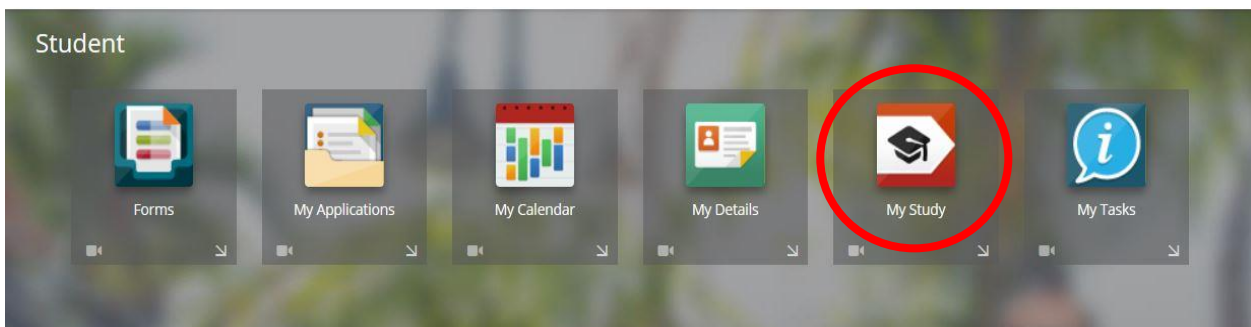 Student
Forms
My Applications
My Calendar
My Details
My Study
My Tasks
i